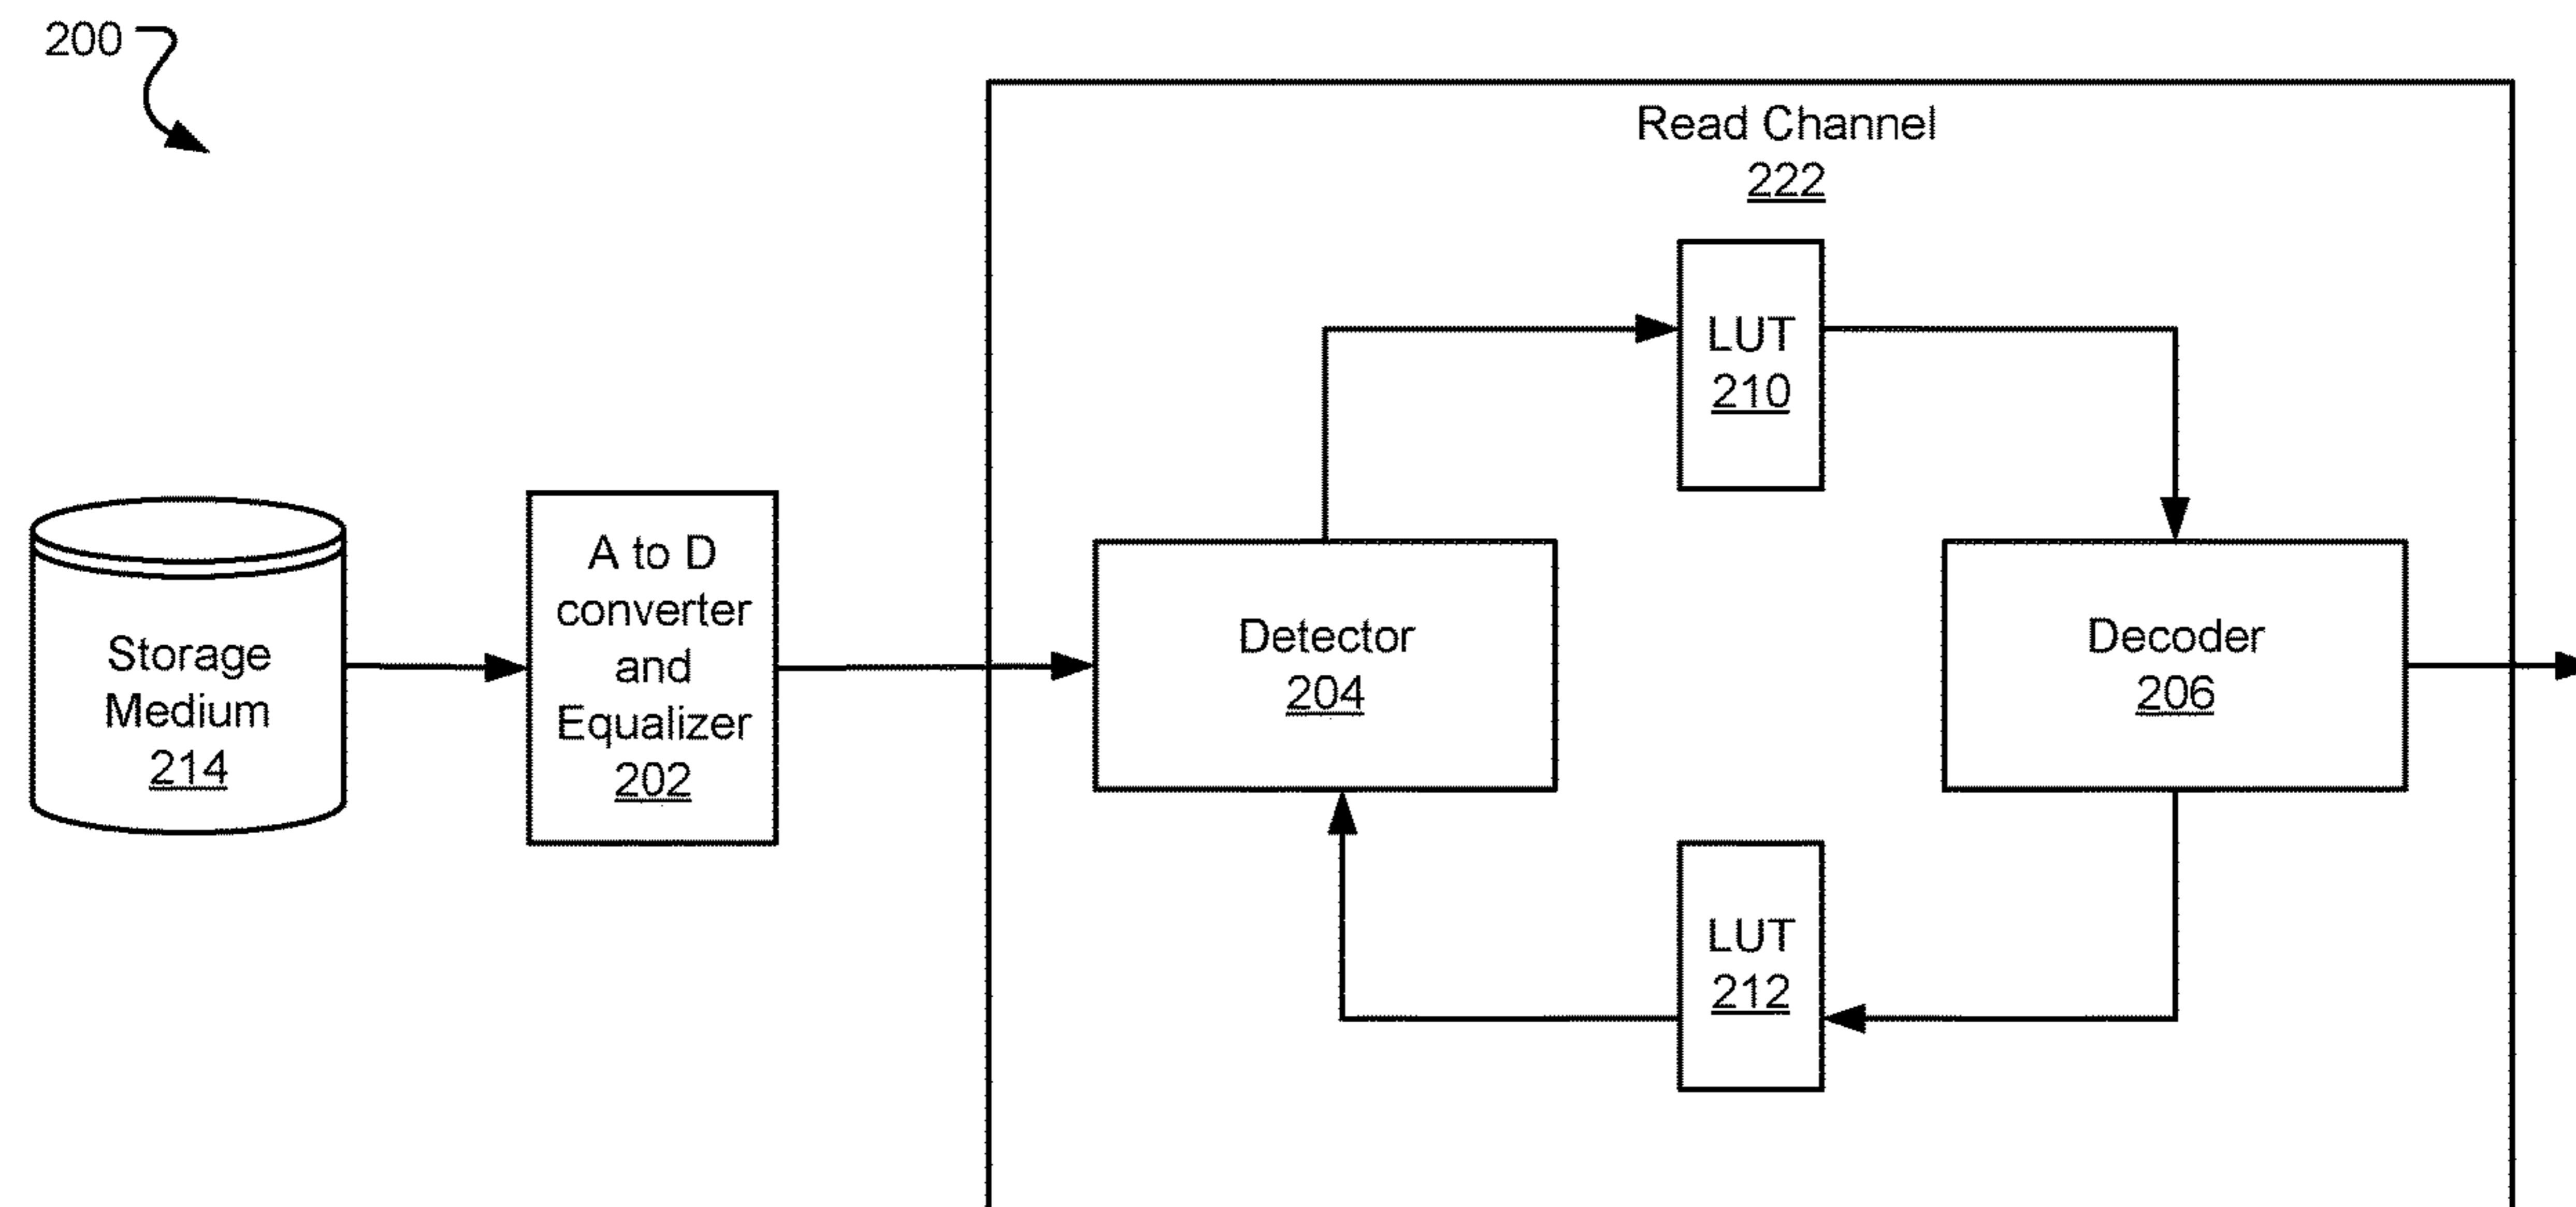 200
Read Channel
222
LUT
210
Storage
Medium
214
A to D
converter
and
Equalizer
202
Detector
204
Decoder
206
LUT
212